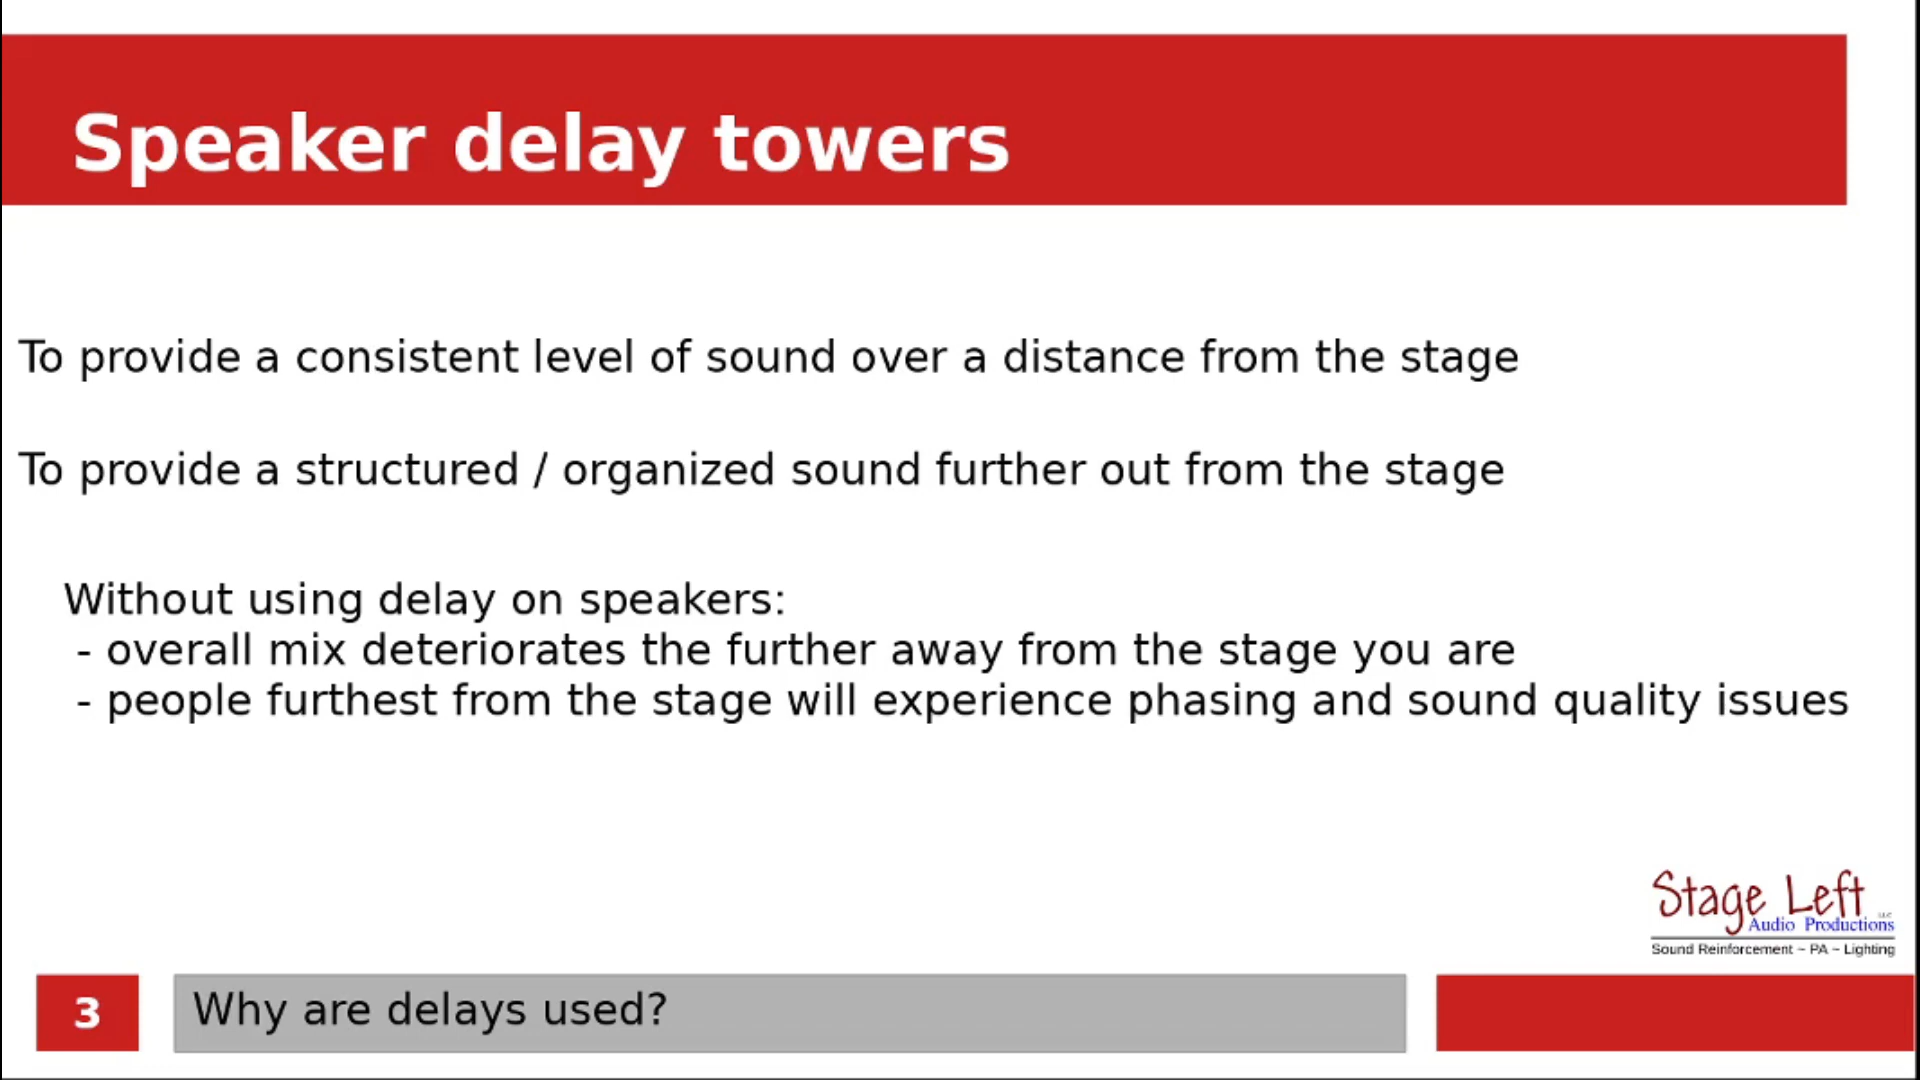 Speaker delay towers
To provide a consistent level of sound over a distance from the stage
To provide a structured / organized sound further out from the stage
Without using delay on speakers:
- overall mix deteriorates the further away from the stage you are
- people furthest from the stage will experience phasing and sound quality issues
Stage Left LLC
Audio Productions
Sound Reinforcement ~ PA ~ Lighting
3
Why are delays used?